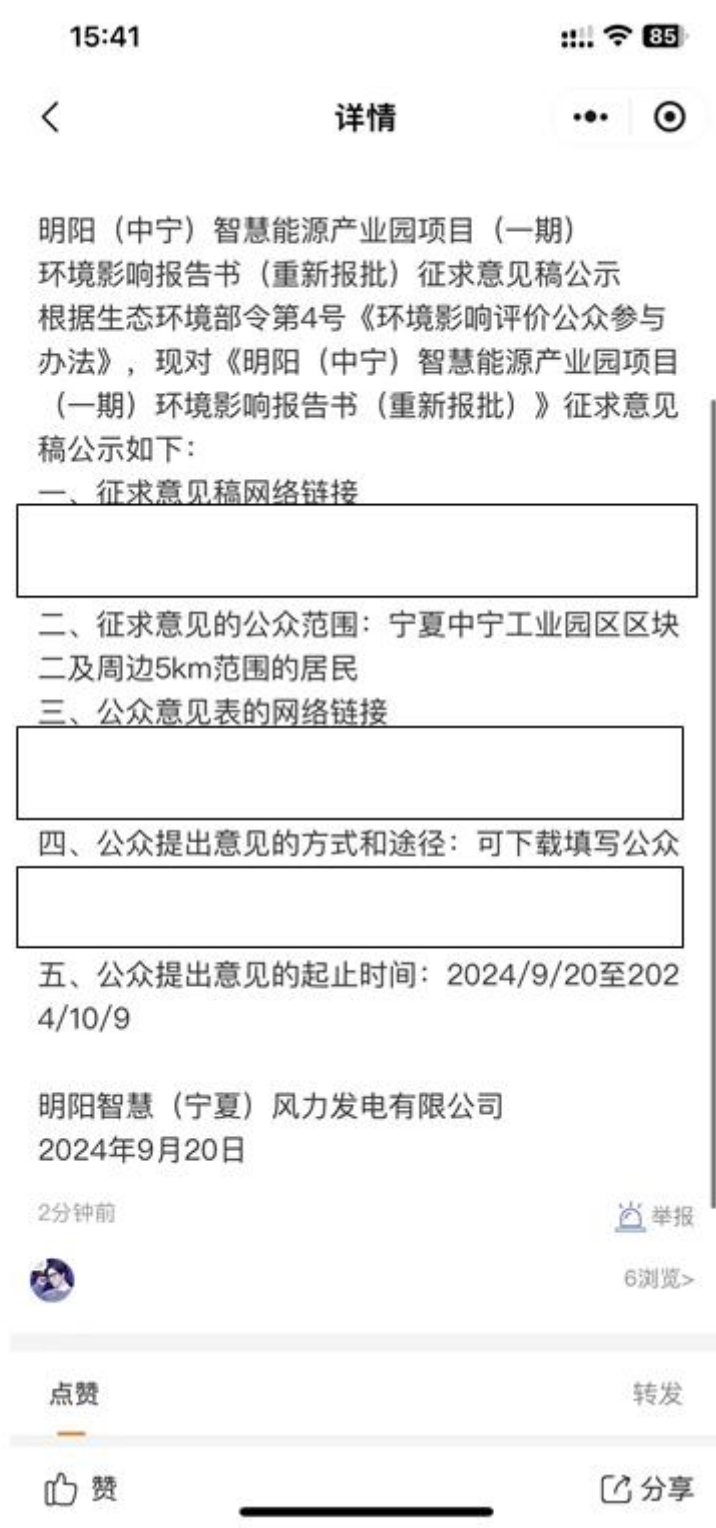 15:41
85
详情
明阳（中宁）智慧能源产业园项目（一期）
环境影响报告书（重新报批）征求意见稿公示
根据生态环境部令第4号《环境影响评价公众参与
办法》，现对《明阳（中宁）智慧能源产业园项目
（一期）环境影响报告书（重新报批）》征求意见
稿公示如下：
一、征求意见稿网络链接
二、征求意见的公众范围：宁夏中宁工业园区区块
二及周边5km范围的居民
三、公众意见表的网络链接
四、公众提出意见的方式和途径：可下载填写公众
五、公众提出意见的起止时间：2024/9/20至202
4/10/9
明阳智慧（宁夏）风力发电有限公司
2024年9月20日
2分钟前
举报
6浏览>
点赞
转发
赞
分享